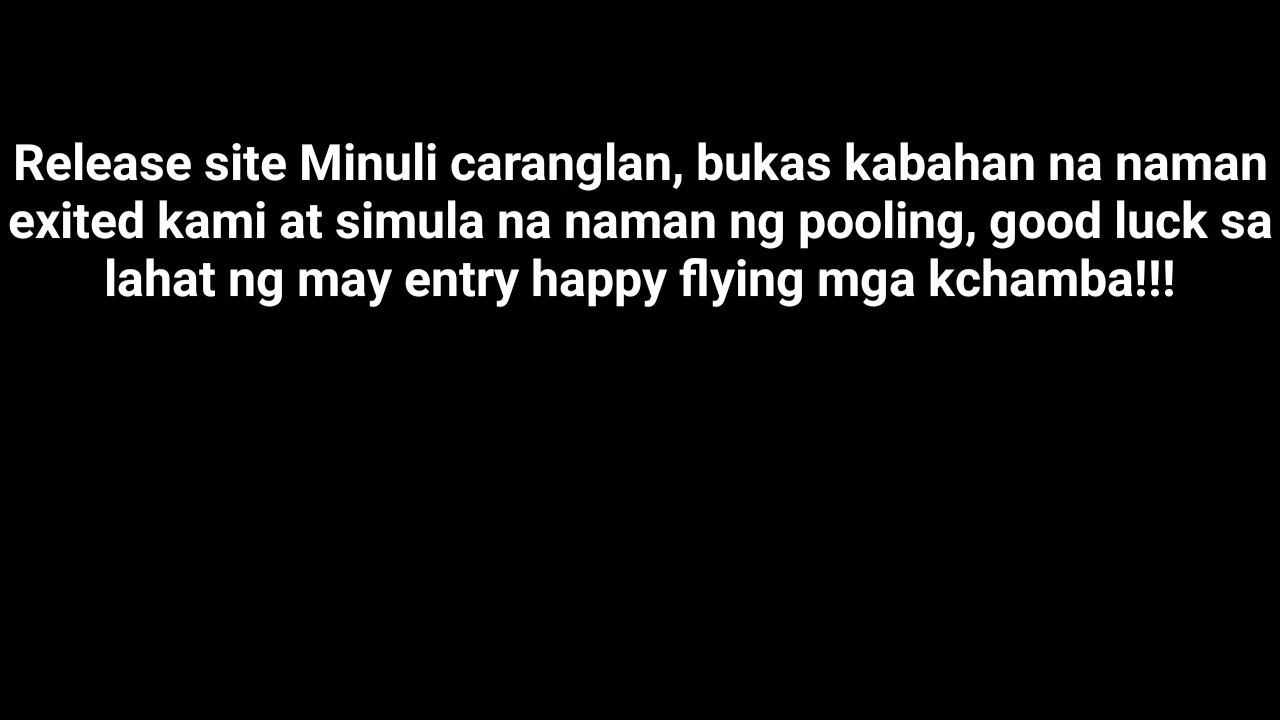 Release site Minuli caranglan, bukas kabahan na naman
exited kami at simula na naman ng pooling, good luck sa
lahat ng may entry happy flying mga kchamba!!!